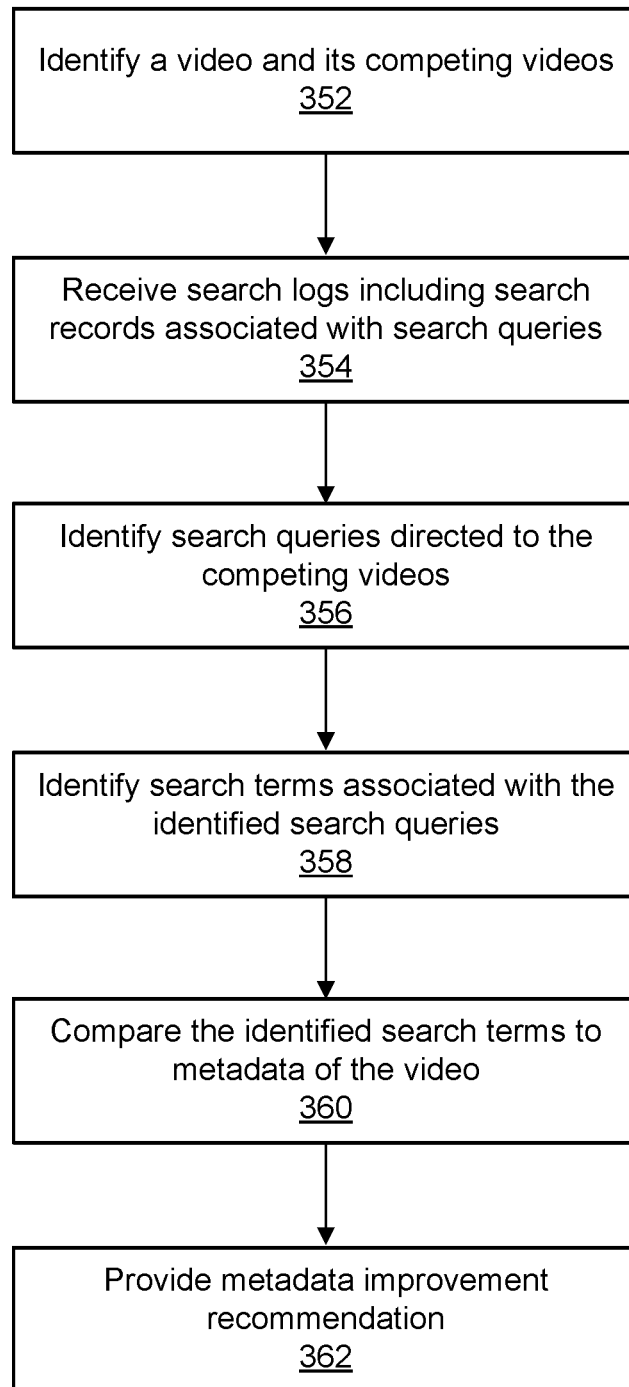 Identify a video and its competing videos
352
Receive search logs including search
records associated with search queries
354
Identify search queries directed to the
competing videos
356
Identify search terms associated with the
identified search queries
358
Compare the identified search terms to
metadata of the video
360
Provide metadata improvement
recommendation
362